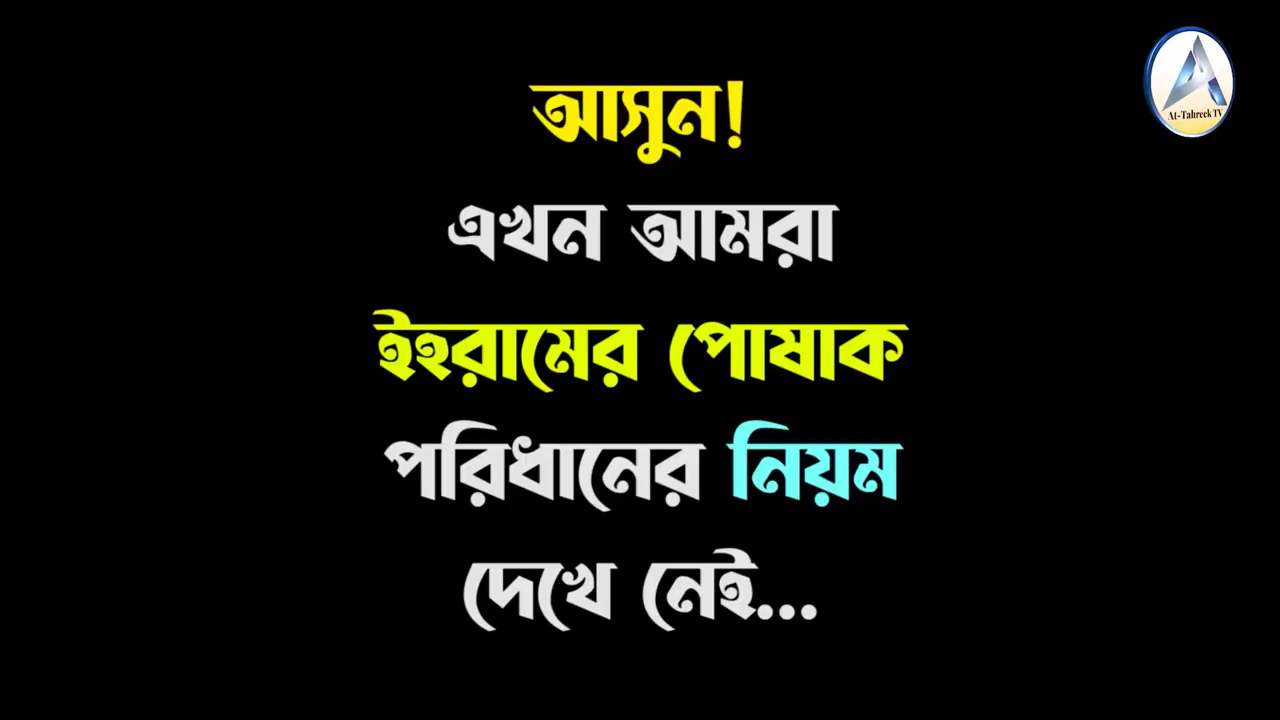 আসুন!
At-Tahreek TV
এখন আমরা
ইহরামের পোষাক
পরিধানের নিয়ম
দেখে নেই...